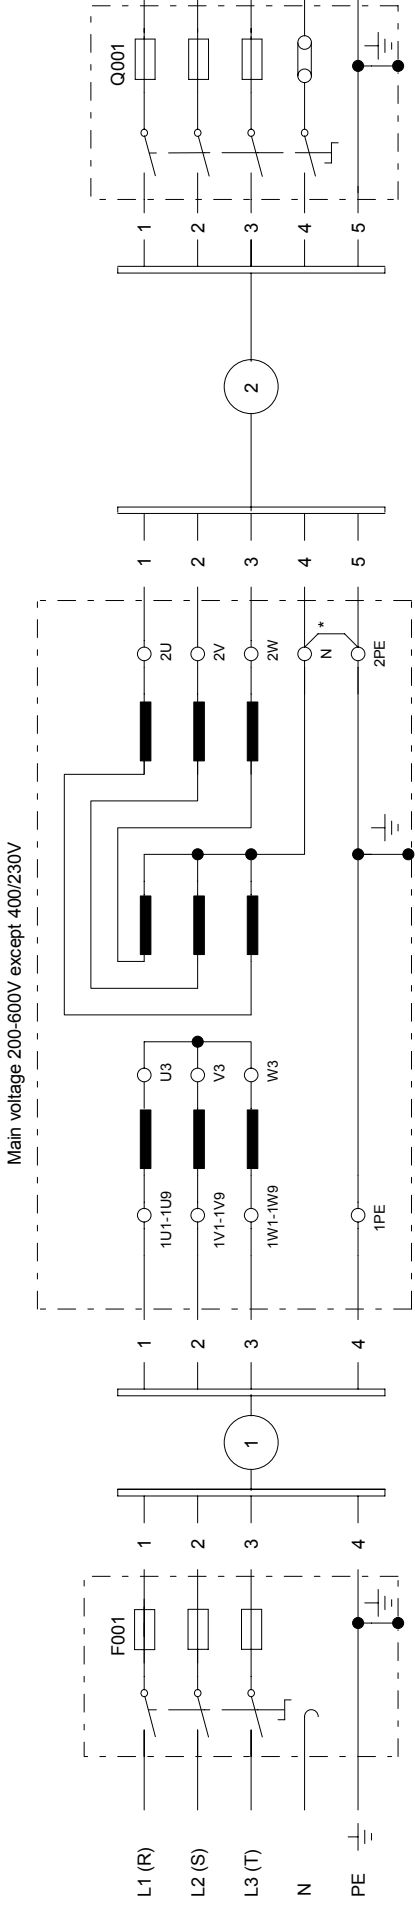 Main voltage 200-600V except 400/230V
L1 (R)
L2 (S)
L3 (T)
N
PE
F001
1
2
3
4
1
1
2
3
4
1U1-1U9
1V1-1V9
1W1-1W9
1PE
U3
V3
W3
2U
2V
2W
N
*
2PE
1
2
3
4
5
2
1
2
3
4
5
Q001